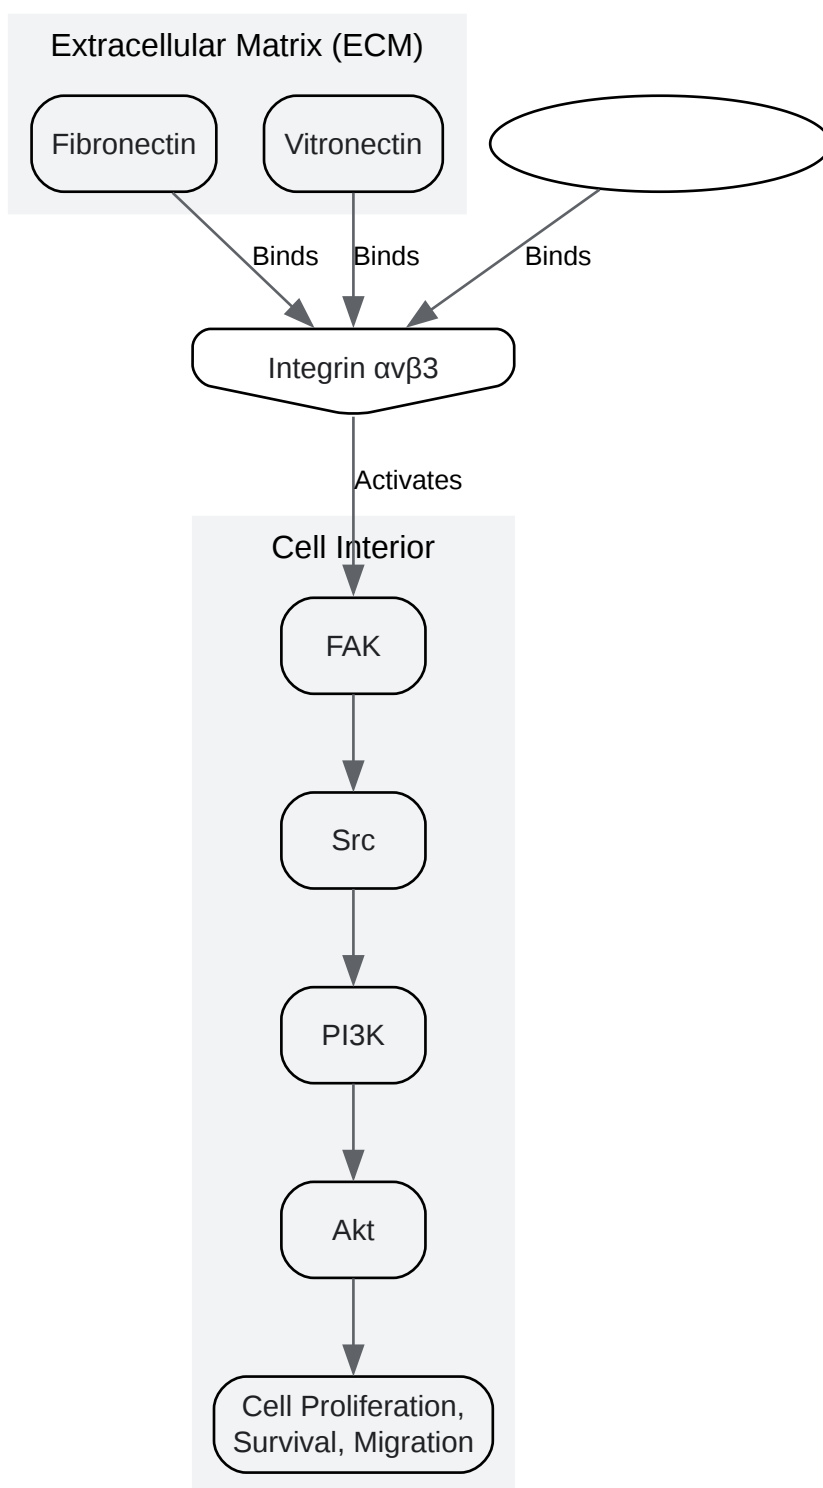 Extracellular Matrix (ECM)
Fibronectin
Vitronectin
Binds
Binds
Binds
Integrin αvβ3
Activates
Cell Interior
FAK
Src
PI3K
Akt
Cell Proliferation,
Survival, Migration